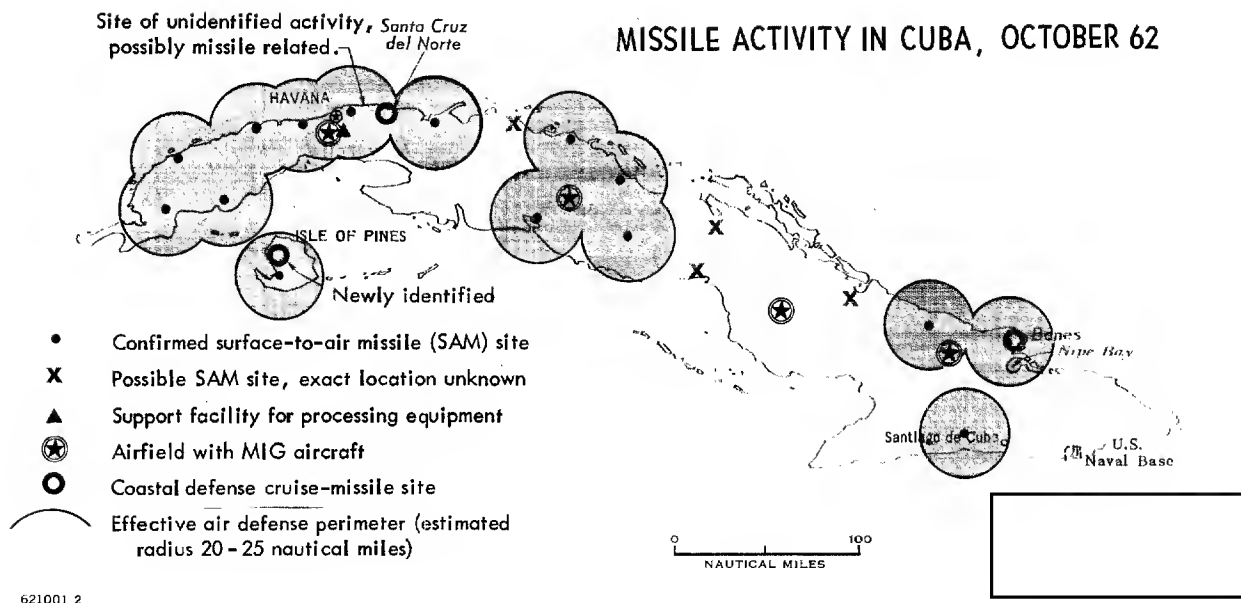 Site of unidentified activity,
possibly missile related.
Santa Cruz
del Norte
MISSILE ACTIVITY IN CUBA, OCTOBER 62
HAVANA
ISLE OF PINES
Newly identified
Banes
Nipe Bay
Santiago de Cuba
U.S.
Naval Base
Confirmed surface-to-air missile (SAM) site
X Possible SAM site, exact location unknown
Support facility for processing equipment
Airfield with MIG aircraft
Coastal defense cruise-missile site
Effective air defense perimeter (estimated
radius 20-25 nautical miles)
0 100
NAUTICAL MILES
621001 2